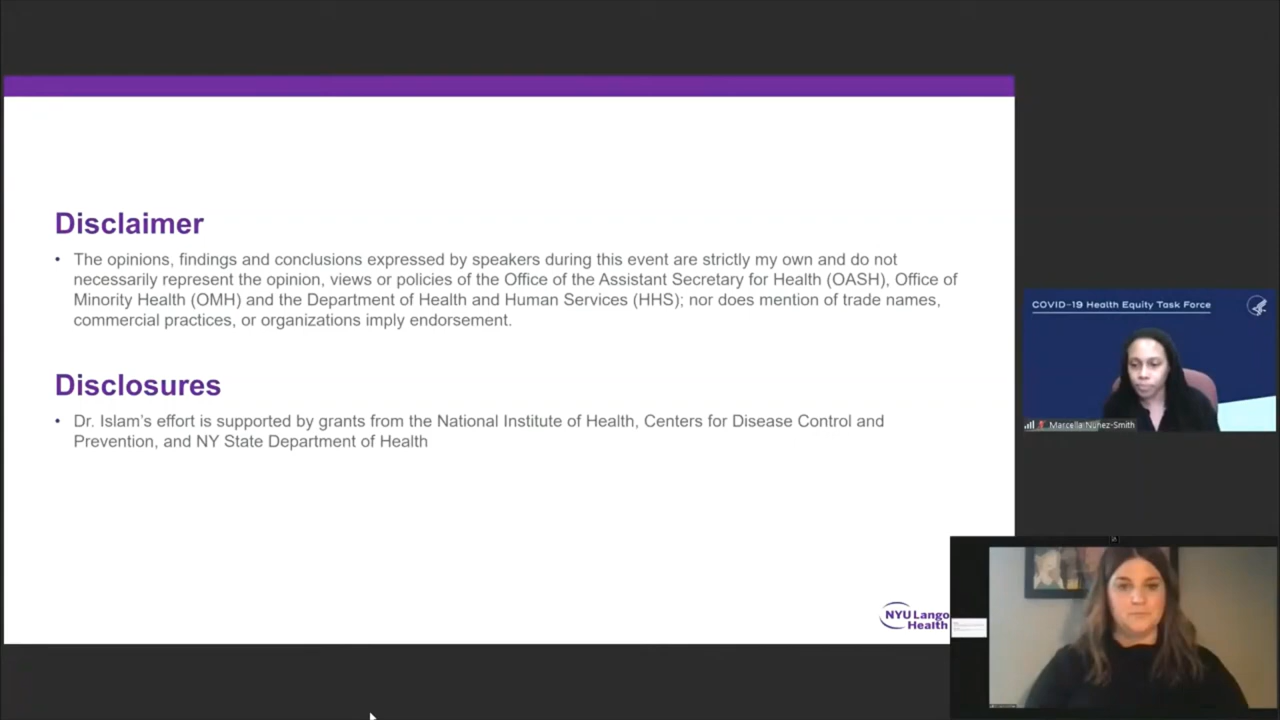 Disclaimer
• The opinions, findings and conclusions expressed by speakers during this event are strictly my own and do not
necessarily represent the opinion, views or policies of the Office of the Assistant Secretary for Health (OASH), Office of
Minority Health (OMH) and the Department of Health and Human Services (HHS); nor does mention of trade names,
commercial practices, or organizations imply endorsement.
Disclosures
• Dr. Islam's effort is supported by grants from the National Institute of Health, Centers for Disease Control and
Prevention, and NY State Department of Health
NYU Lango
Health
COVID-19 Health Equity Task Force
Marcella Nunez-Smith